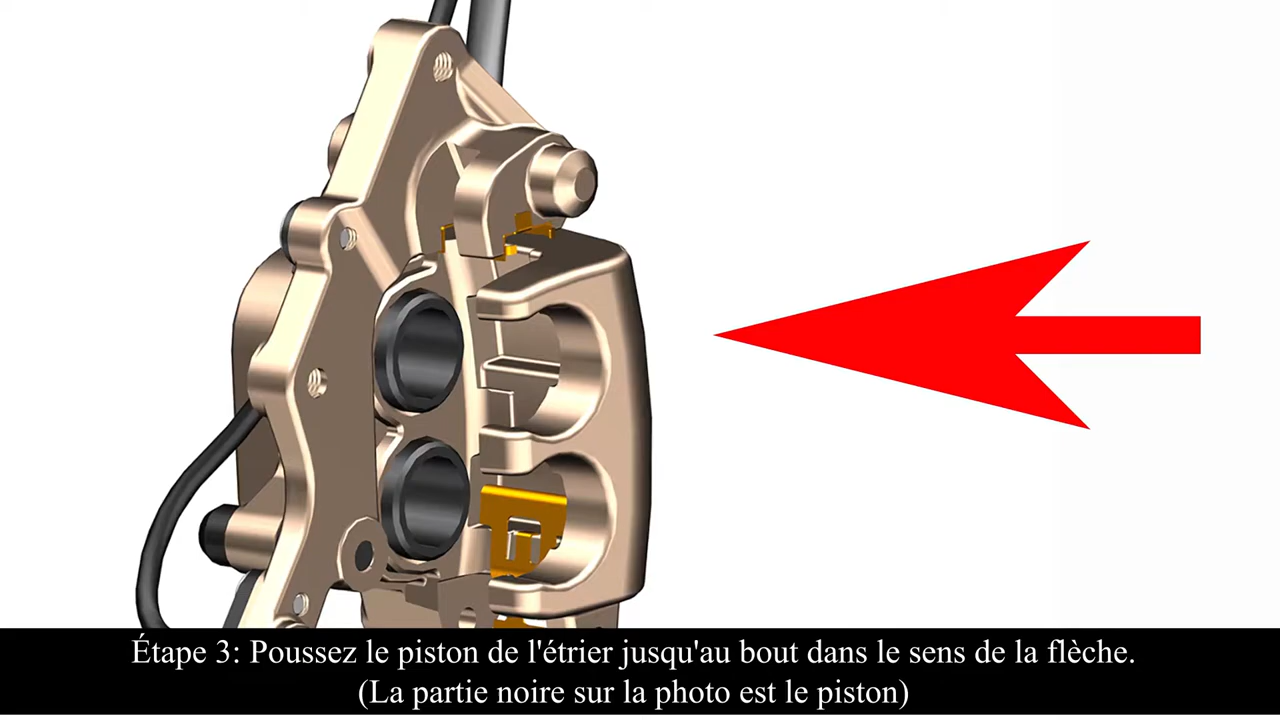 Étape 3: Poussez le piston de l'étrier jusqu'au bout dans le sens de la flèche.
(La partie noire sur la photo est le piston)